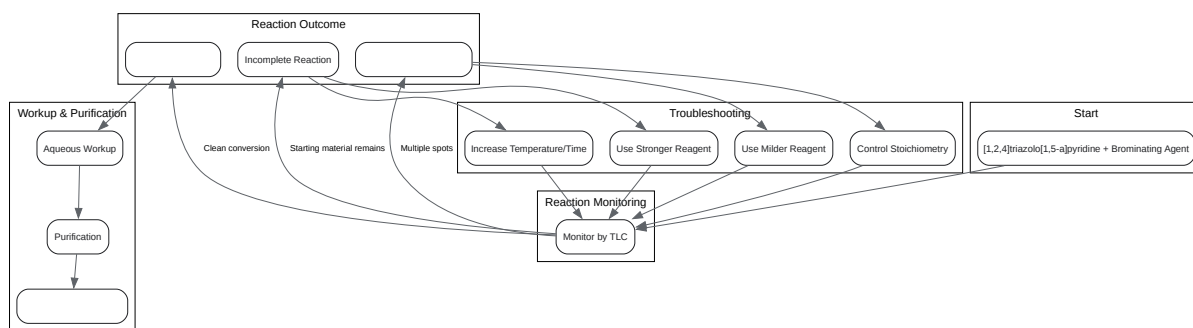 Reaction Outcome
Incomplete Reaction
Workup & Purification
Troubleshooting
Start
Aqueous Workup
Clean conversion
Starting material remains
Multiple spots
Increase Temperature/Time
Use Stronger Reagent
Use Milder Reagent
Control Stoichiometry
[1,2,4]triazolo[1,5-a]pyridine + Brominating Agent
Reaction Monitoring
Purification
Monitor by TLC